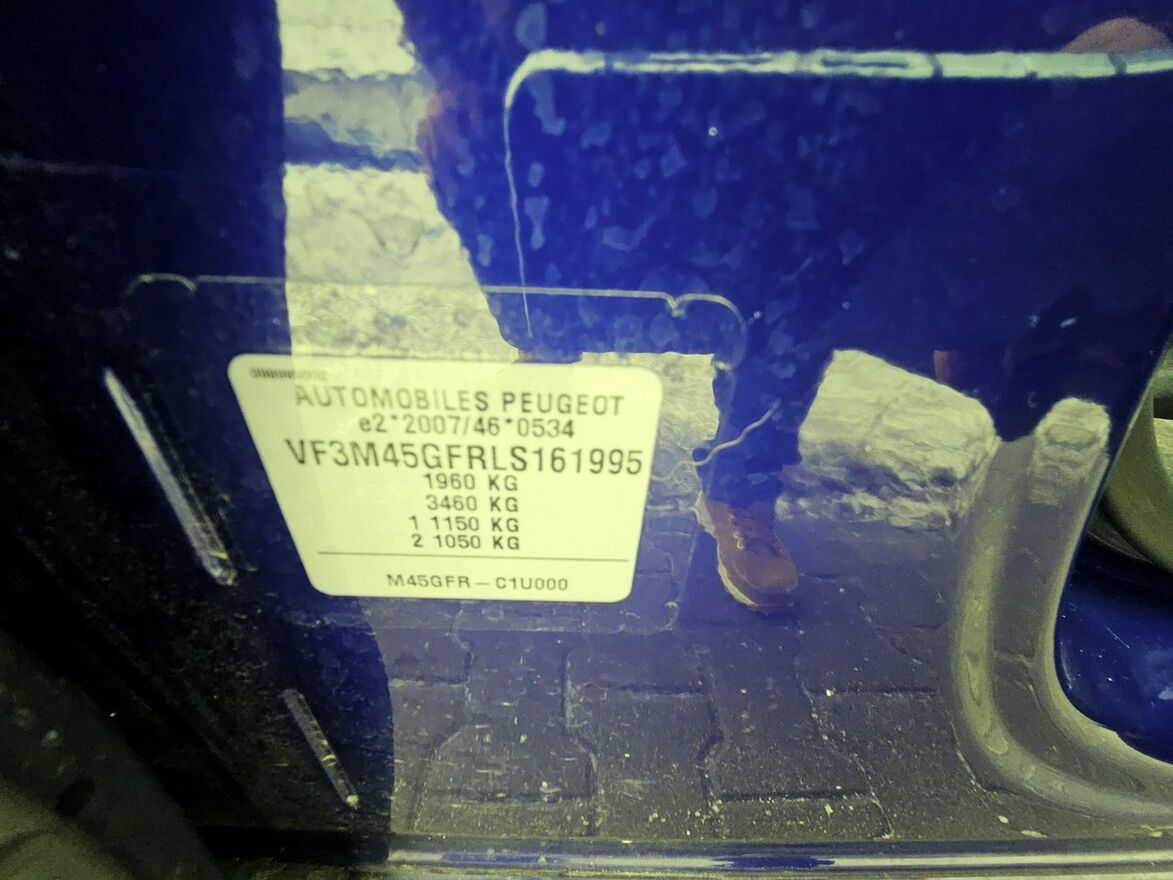 AUTOMOBILES PEUGEOT
e2*2007/46*0534
VF3M45GFRLS161995
1960 KG
3460 KG
1 1150 KG
2 1050 KG
M45GFR – C1U000